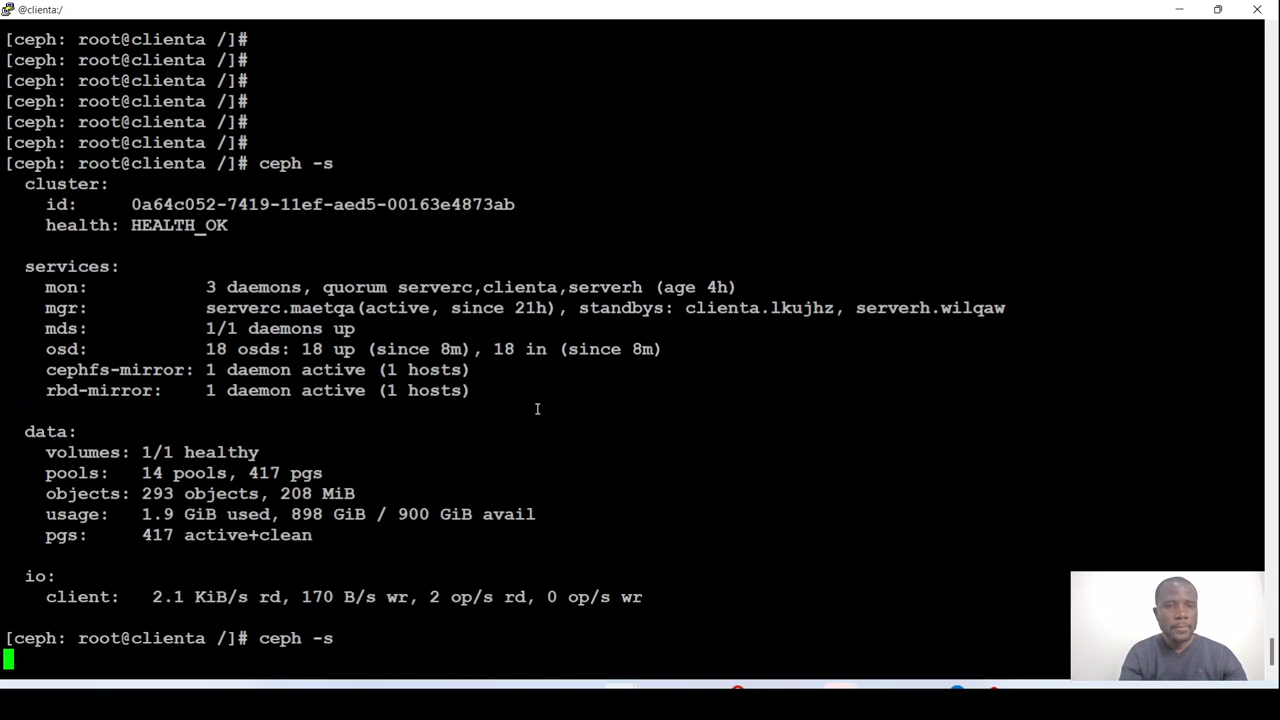 @clienta:/
[ceph: root@clienta /]#
[ceph: root@clienta /]#
[ceph: root@clienta /]#
[ceph: root@clienta /]#
[ceph: root@clienta /]#
[ceph: root@clienta /]#
[ceph: root@clienta /]# ceph -s
  cluster:
    id:     0a64c052-7419-11ef-aed5-00163e4873ab
    health: HEALTH_OK

  services:
    mon:           3 daemons, quorum serverc,clienta,serverh (age 4h)
    mgr:           serverc.maetqa(active, since 21h), standbys: clienta.lkujhz, serverh.wilqaw
    mds:           1/1 daemons up
    osd:           18 osds: 18 up (since 8m), 18 in (since 8m)
    cephfs-mirror: 1 daemon active (1 hosts)
    rbd-mirror:    1 daemon active (1 hosts)

  data:
    volumes: 1/1 healthy
    pools:   14 pools, 417 pgs
    objects: 293 objects, 208 MiB
    usage:   1.9 GiB used, 898 GiB / 900 GiB avail
    pgs:     417 active+clean

  io:
    client:   2.1 KiB/s rd, 170 B/s wr, 2 op/s rd, 0 op/s wr

[ceph: root@clienta /]# ceph -s